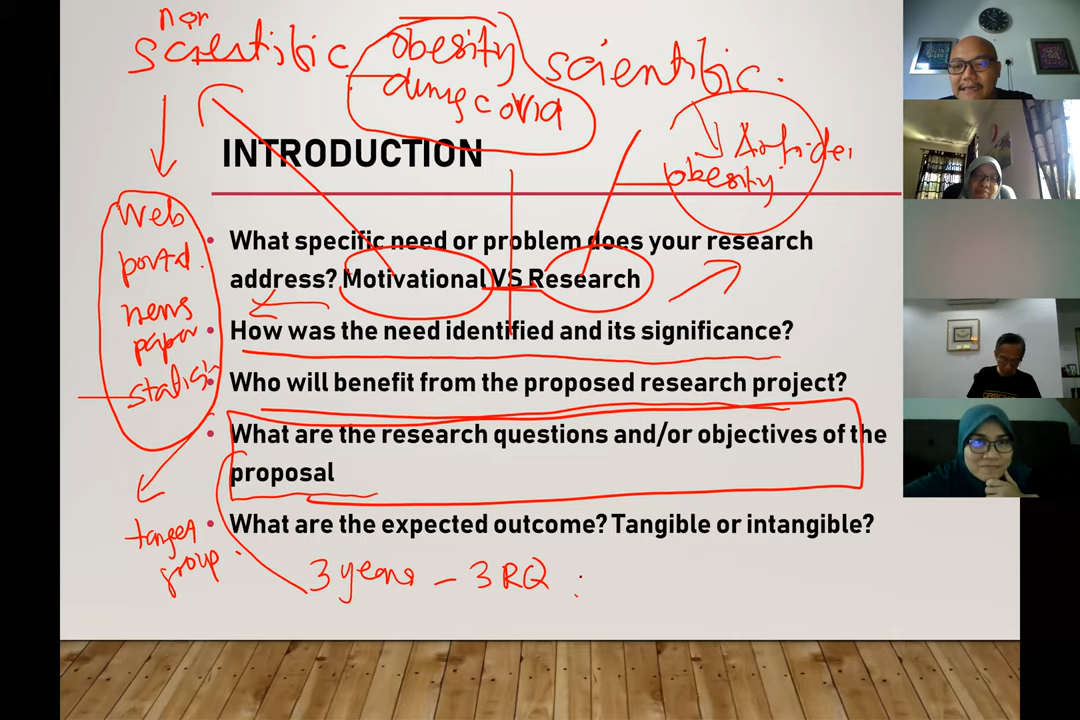 non
scientific obesity scientific.
during covid
Articles
obesity
INTRODUCTION
What specific need or problem does your research
address? Motivational VS Research
How was the need identified and its significance?
Who will benefit from the proposed research project?
What are the research questions and/or objectives of the
proposal
What are the expected outcome? Tangible or intangible?
web
portal.
news
paper
target
group
3 years - 3 RQ :